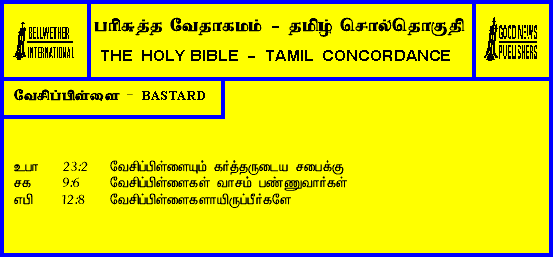 BELLWETHER
INTERNATIONAL
பரிசுத்த வேதாகமம் - தமிழ் சொல்தொகுதி
THE HOLY BIBLE - TAMIL CONCORDANCE
GOOD NEWS
PUBLISHERS
வேசிப்பிள்ளை - BASTARD
உபா 23:2 வேசிப்பிள்ளையும் கர்த்தருடைய சபைக்கு
சக 9:6 வேசிப்பிள்ளைகள் வாசம் பண்ணுவார்கள்
எபி 12:8 வேசிப்பிள்ளைகளாயிருப்பீர்களே